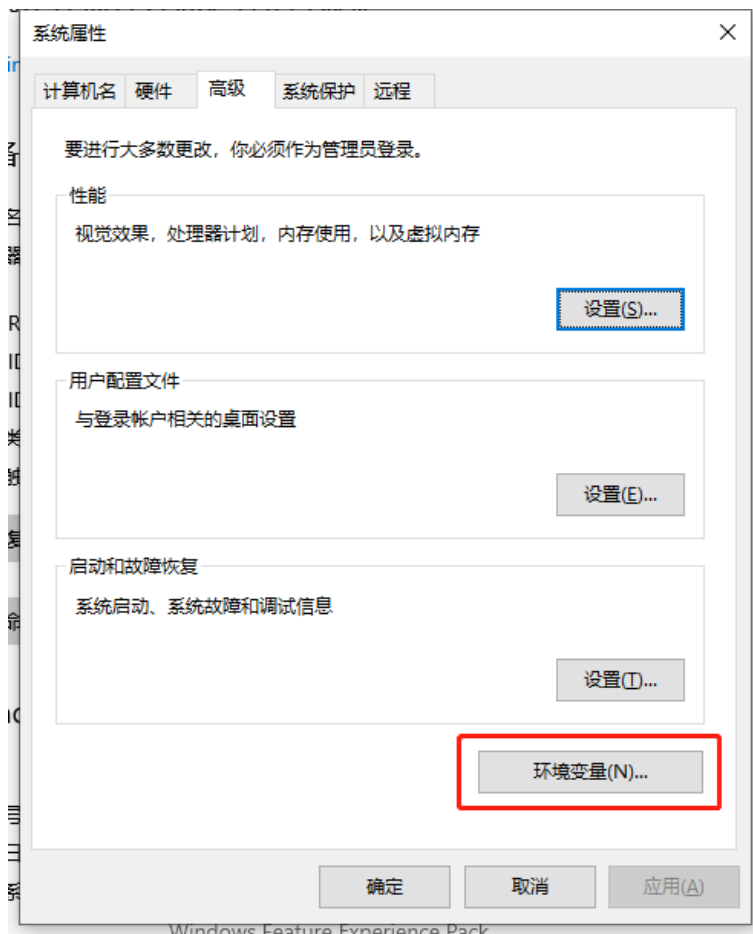 系统属性
计算机名 硬件 高级 系统保护 远程
要进行大多数更改，你必须作为管理员登录。
性能
视觉效果，处理器计划，内存使用，以及虚拟内存
设置(S)...
用户配置文件
与登录帐户相关的桌面设置
设置(E)...
启动和故障恢复
系统启动、系统故障和调试信息
设置(T)...
环境变量(N)...
确定 取消 应用(A)
Windows Feature Experience Pack